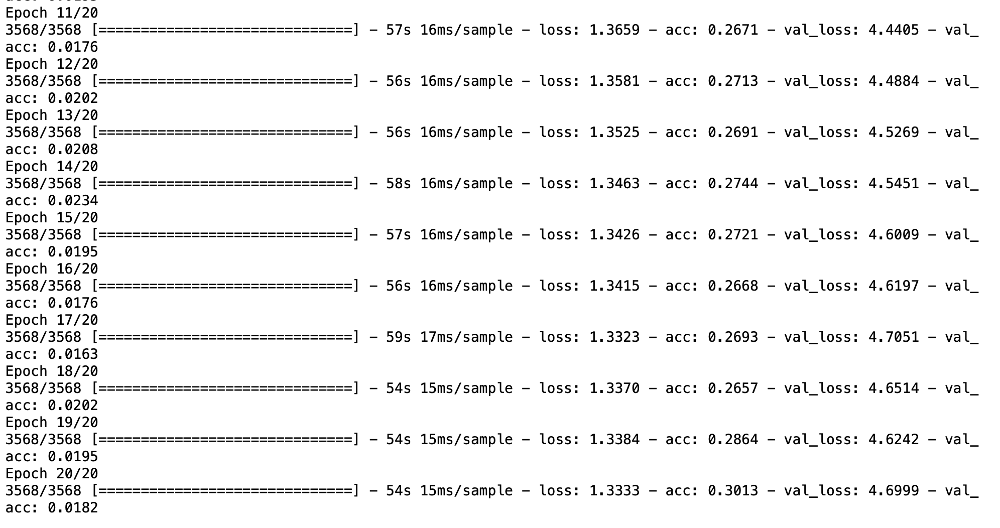 Epoch 11/20
3568/3568 [==============================] - 57s 16ms/sample - loss: 1.3659 - acc: 0.2671 - val_loss: 4.4405 - val_
acc: 0.0176
Epoch 12/20
3568/3568 [==============================] - 56s 16ms/sample - loss: 1.3581 - acc: 0.2713 - val_loss: 4.4884 - val_
acc: 0.0202
Epoch 13/20
3568/3568 [==============================] - 56s 16ms/sample - loss: 1.3525 - acc: 0.2691 - val_loss: 4.5269 - val_
acc: 0.0208
Epoch 14/20
3568/3568 [==============================] - 58s 16ms/sample - loss: 1.3463 - acc: 0.2744 - val_loss: 4.5451 - val_
acc: 0.0234
Epoch 15/20
3568/3568 [==============================] - 57s 16ms/sample - loss: 1.3426 - acc: 0.2721 - val_loss: 4.6009 - val_
acc: 0.0195
Epoch 16/20
3568/3568 [==============================] - 56s 16ms/sample - loss: 1.3415 - acc: 0.2668 - val_loss: 4.6197 - val_
acc: 0.0176
Epoch 17/20
3568/3568 [==============================] - 59s 17ms/sample - loss: 1.3323 - acc: 0.2693 - val_loss: 4.7051 - val_
acc: 0.0163
Epoch 18/20
3568/3568 [==============================] - 54s 15ms/sample - loss: 1.3370 - acc: 0.2657 - val_loss: 4.6514 - val_
acc: 0.0202
Epoch 19/20
3568/3568 [==============================] - 54s 15ms/sample - loss: 1.3384 - acc: 0.2864 - val_loss: 4.6242 - val_
acc: 0.0195
Epoch 20/20
3568/3568 [==============================] - 54s 15ms/sample - loss: 1.3333 - acc: 0.3013 - val_loss: 4.6999 - val_
acc: 0.0182